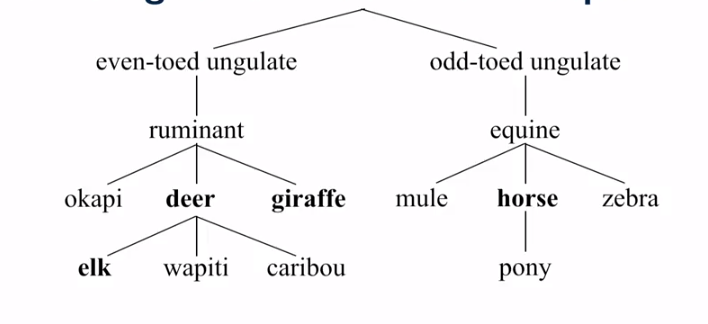 even-toed ungulate odd-toed ungulate
ruminant equine
okapi deer giraffe mule horse zebra
elk wapiti caribou pony